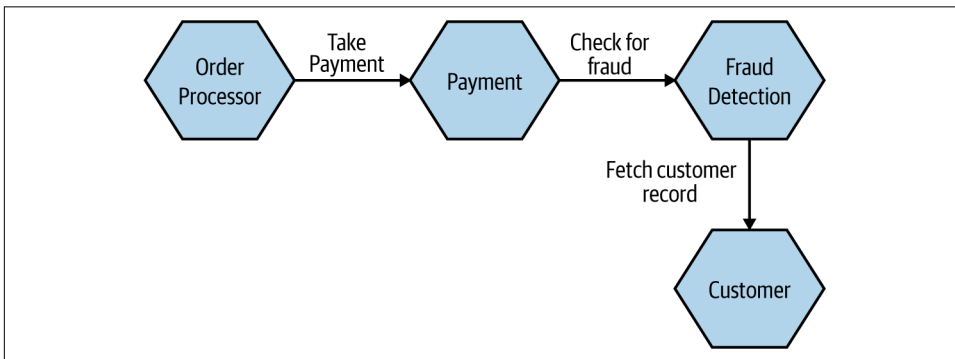 Order
Processor
Take
Payment
Payment
Check for
fraud
Fraud
Detection
Fetch customer
record
Customer